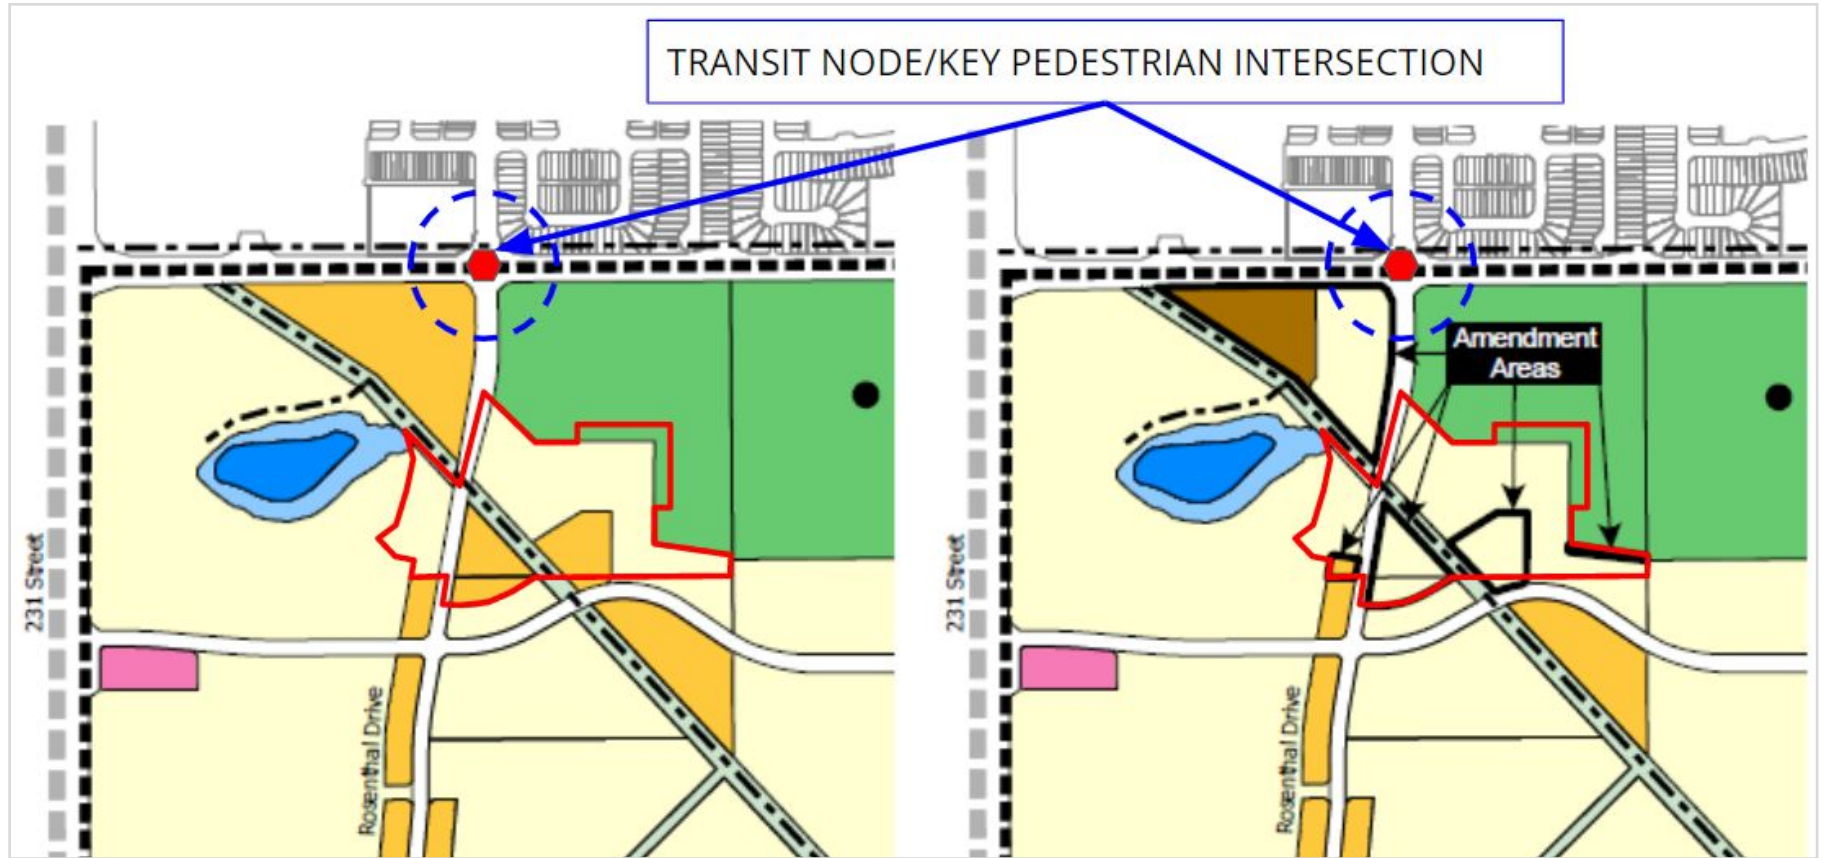 TRANSIT NODE/KEY PEDESTRIAN INTERSECTION
Amendment
Areas
231 Street
Rosenthal Drive
231 Street
Rosenthal Drive